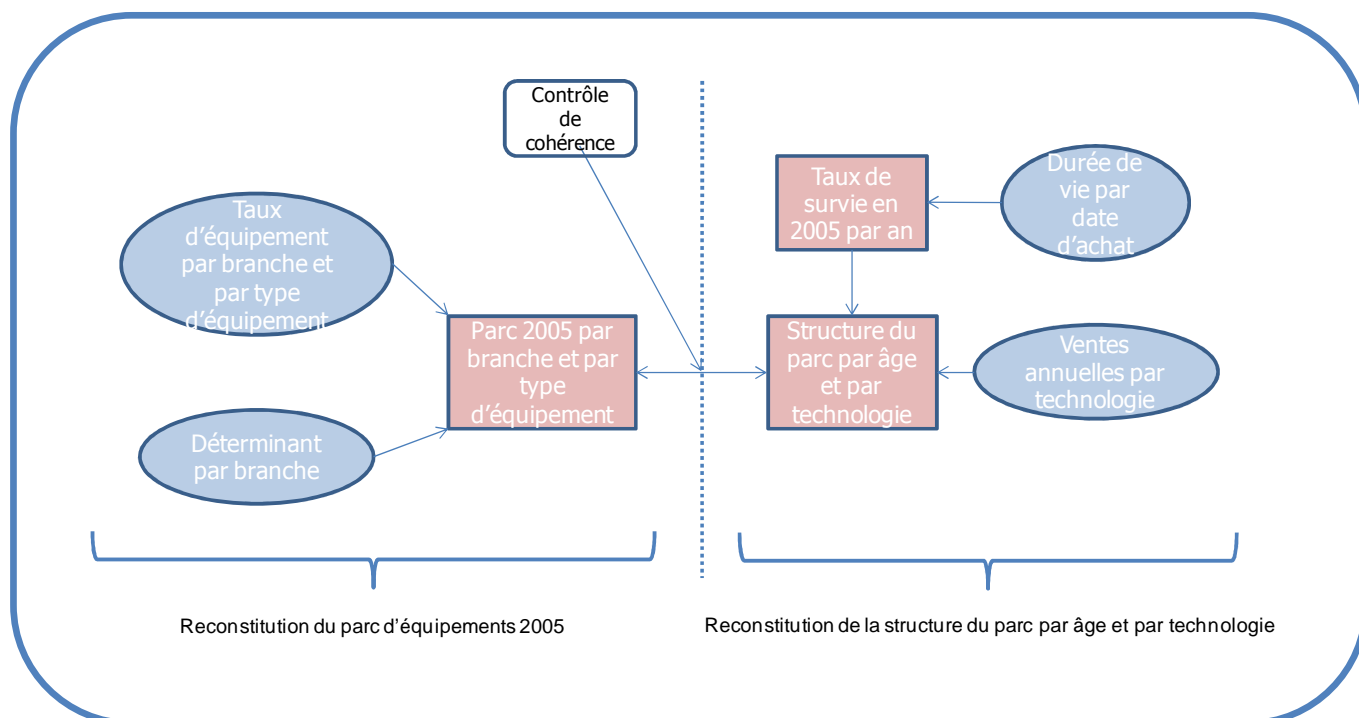 Contrôle
de
cohérence
Taux
d'équipement
par branche et
par type
d'équipement
Déterminant
par branche
Parc 2005 par
branche et par
type
d'équipement
Taux de
survie en
2005 par an
Durée de
vie par
date
d'achat
Structure du
parc par âge
et par
technologie
Ventes
annuelles par
technologie
Reconstitution du parc d'équipements 2005
Reconstitution de la structure du parc par âge et par technologie